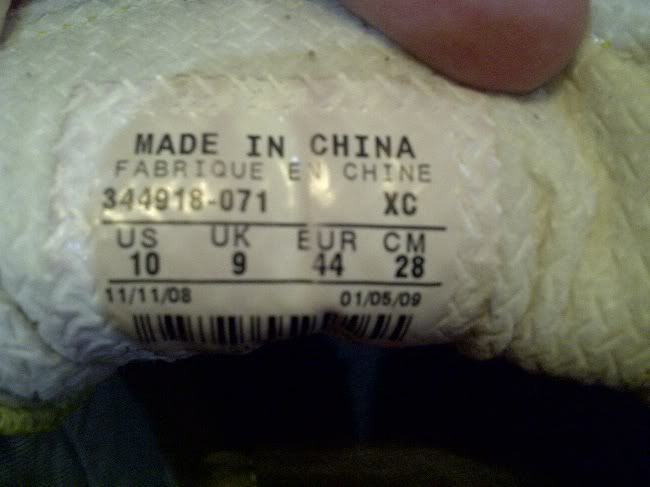 MADE IN CHINA
FABRIQUE EN CHINE
344918-071 XC
US UK EUR CM
10 9 44 28
11/11/08 01/05/09